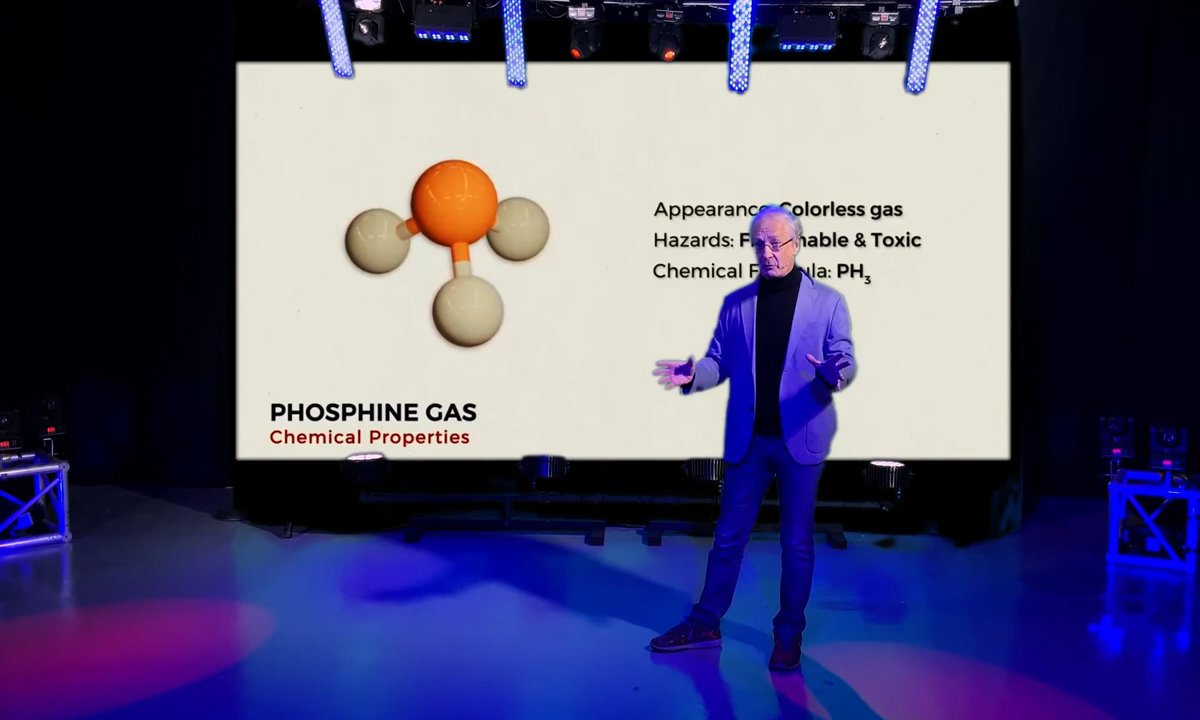 Appearance Colorless gas
Hazards: & Toxic
Chemical PH₃
PHOSPHINE GAS
Chemical Properties